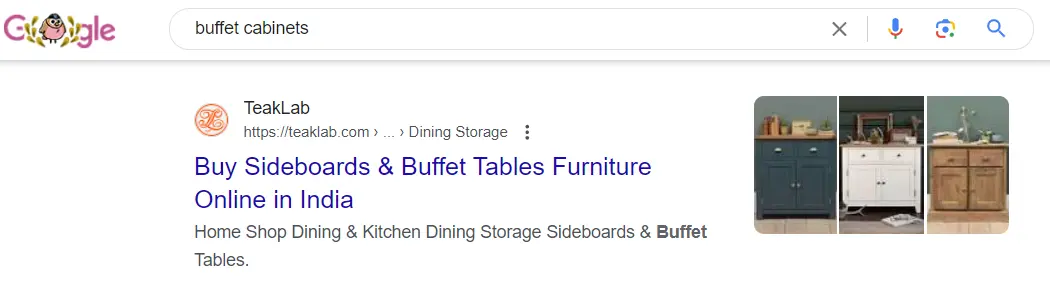 Google
buffet cabinets
TeakLab
https://teaklab.com › ... › Dining Storage
Buy Sideboards & Buffet Tables Furniture
Online in India
Home Shop Dining & Kitchen Dining Storage Sideboards & Buffet
Tables.